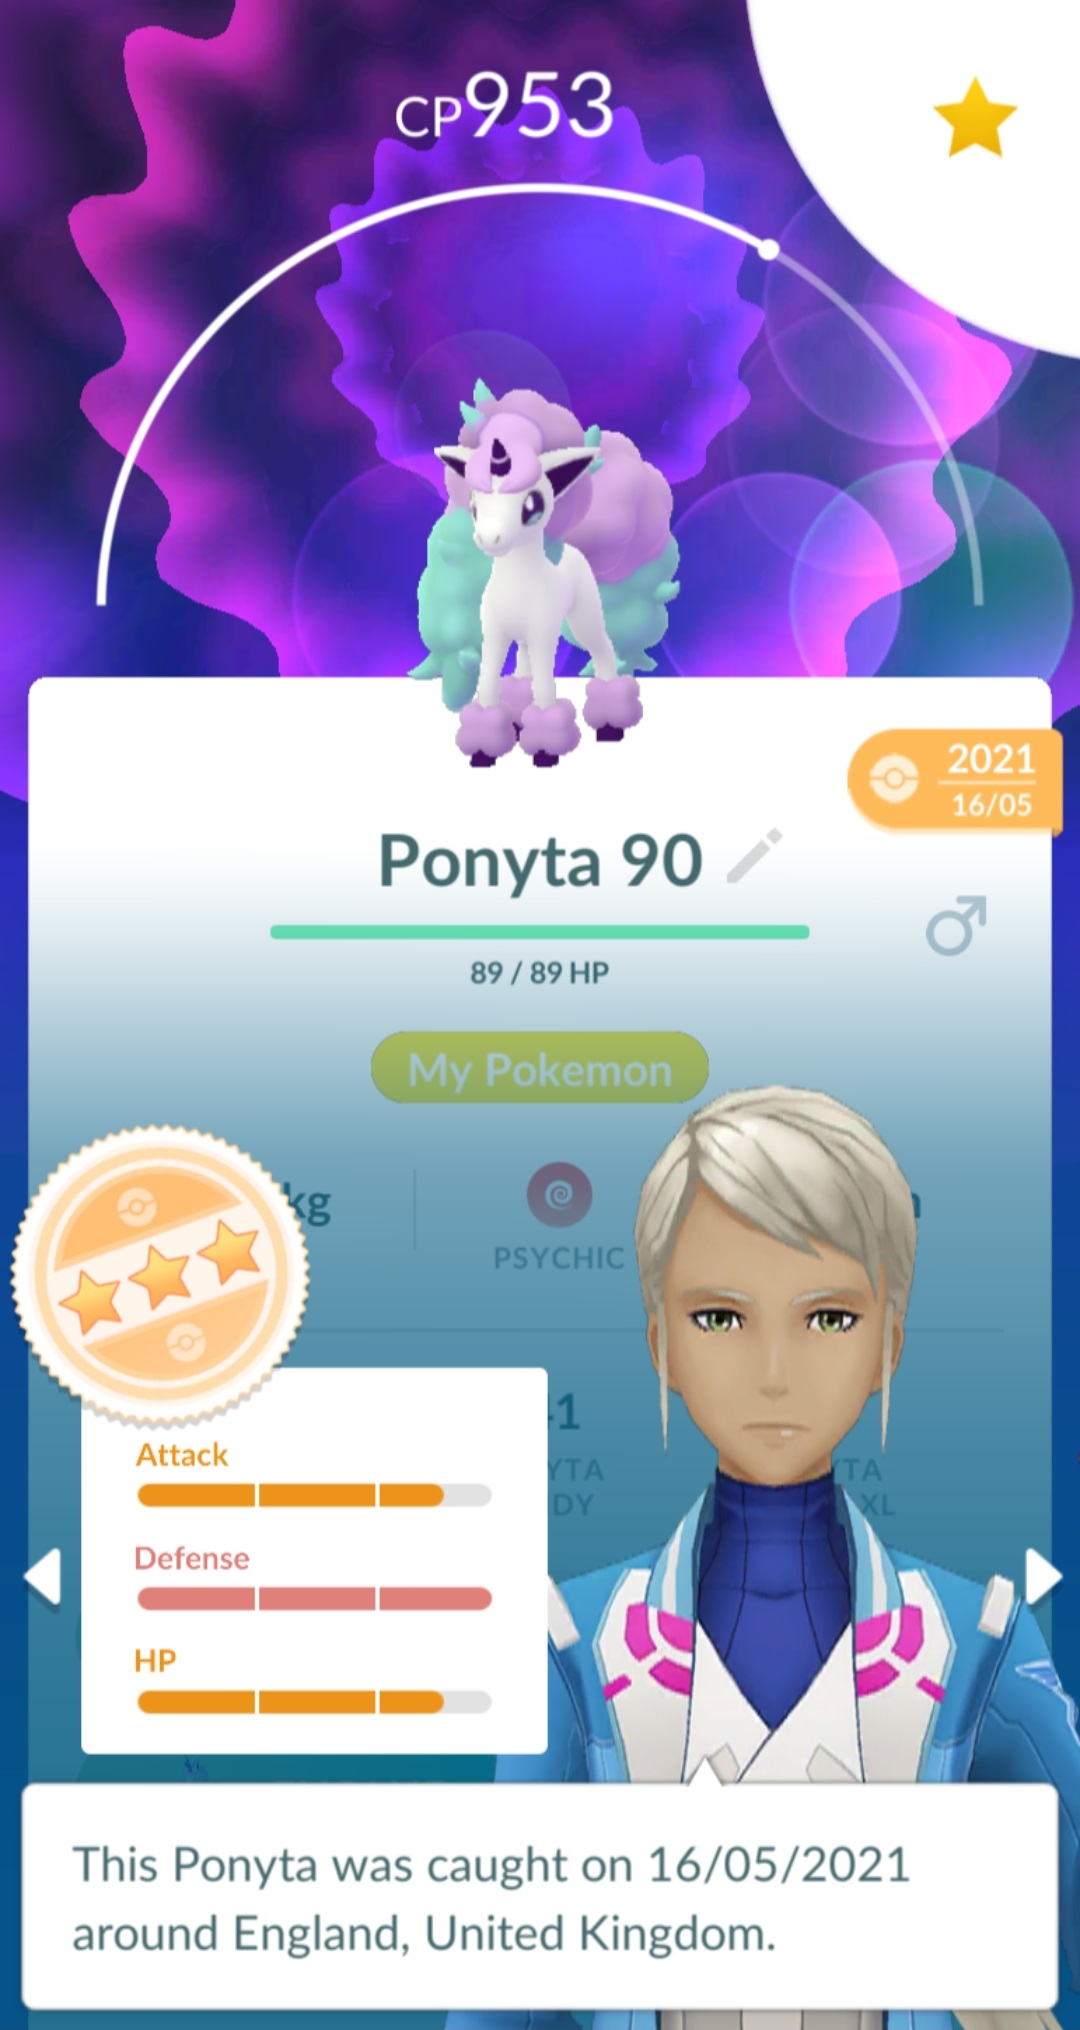 CP953
2021
16/05
Ponyta 90
89 / 89 HP
My Pokemon
kg
PSYCHIC
Attack
Defense
HP
This Ponyta was caught on 16/05/2021
around England, United Kingdom.